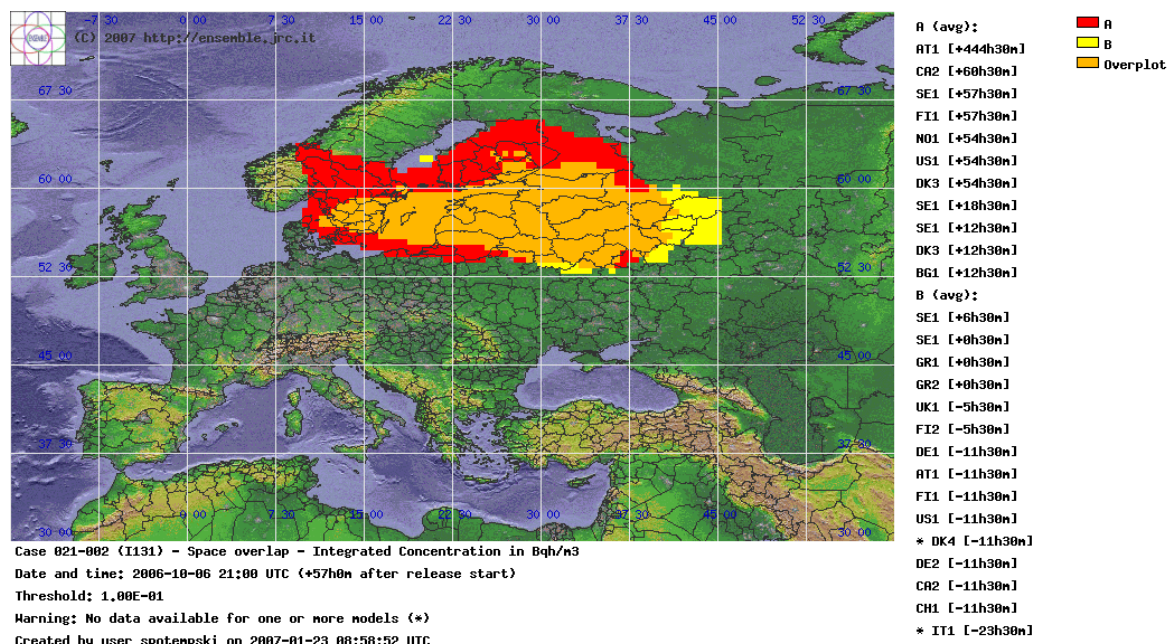 -7 30 0 00 7 30 15 00 22 30 30 00 37 30 45 00 52 30
ENSEMBLE
(C) 2007 http://ensemble.jrc.it
67 30 67 30
60 00 60 00
52 30 52 30
45 00 45 00
37 30 37 30
30 00 30 00
-7 30 0 00 7 30 15 00 22 30 30 00 37 30 45 00 52 30
Case 021-002 (I131) - Space overlap - Integrated Concentration in Bqh/m3
Date and time: 2006-10-06 21:00 UTC (+57h0m after release start)
Threshold: 1.00E-01
Warning: No data available for one or more models (*)
Created by user spotempski on 2007-01-23 08:58:52 UTC
A (avg):
AT1 [+444h30m]
CA2 [+60h30m]
SE1 [+57h30m]
FI1 [+57h30m]
NO1 [+54h30m]
US1 [+54h30m]
DK3 [+54h30m]
SE1 [+18h30m]
SE1 [+12h30m]
DK3 [+12h30m]
BG1 [+12h30m]
B (avg):
SE1 [+6h30m]
SE1 [+0h30m]
GR1 [+0h30m]
GR2 [+0h30m]
UK1 [-5h30m]
FI2 [-5h30m]
DE1 [-11h30m]
AT1 [-11h30m]
FI1 [-11h30m]
US1 [-11h30m]
* DK4 [-11h30m]
DE2 [-11h30m]
CA2 [-11h30m]
CH1 [-11h30m]
* IT1 [-23h30m]
A
B
Overplot